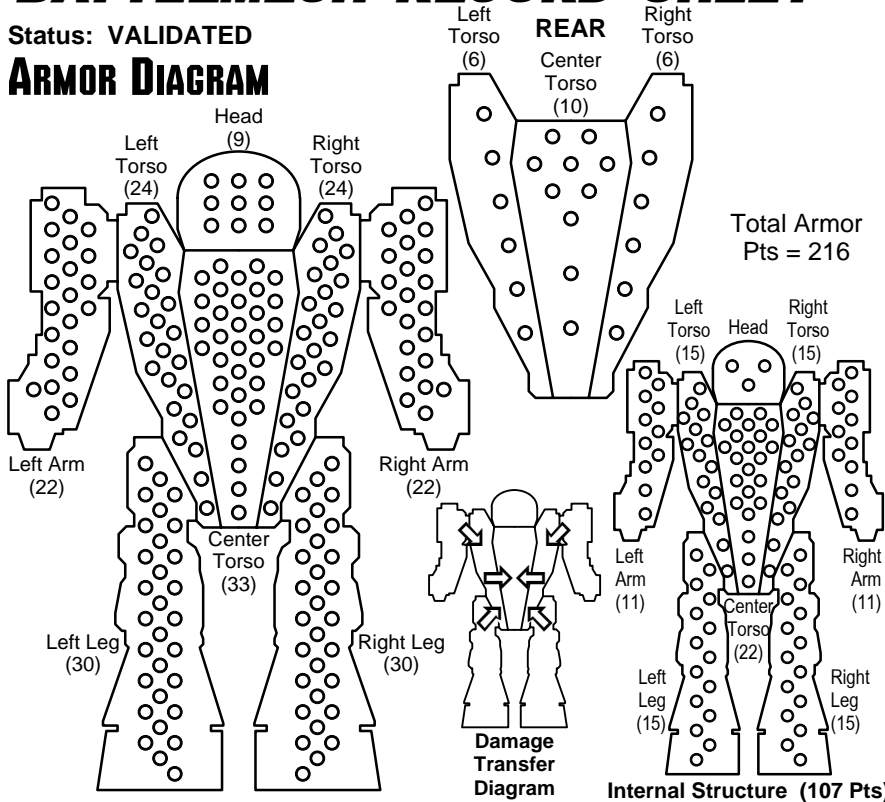 BATTLEMECH RECORD SHEET
Status: VALIDATED
ARMOR DIAGRAM
Left
Torso
(6)
REAR
Center
Torso
(10)
Right
Torso
(6)
Head
(9)
Left
Torso
(24)
Right
Torso
(24)
Total Armor
Pts = 216
Left Arm
(22)
Right Arm
(22)
Center
Torso
(33)
Left Leg
(30)
Right Leg
(30)
Damage
Transfer
Diagram
Left
Torso
(15)
Head
Right
Torso
(15)
Left
Arm
(11)
Right
Arm
(11)
Center
Torso
(22)
Left
Leg
(15)
Right
Leg
(15)
Internal Structure (107 Pts)